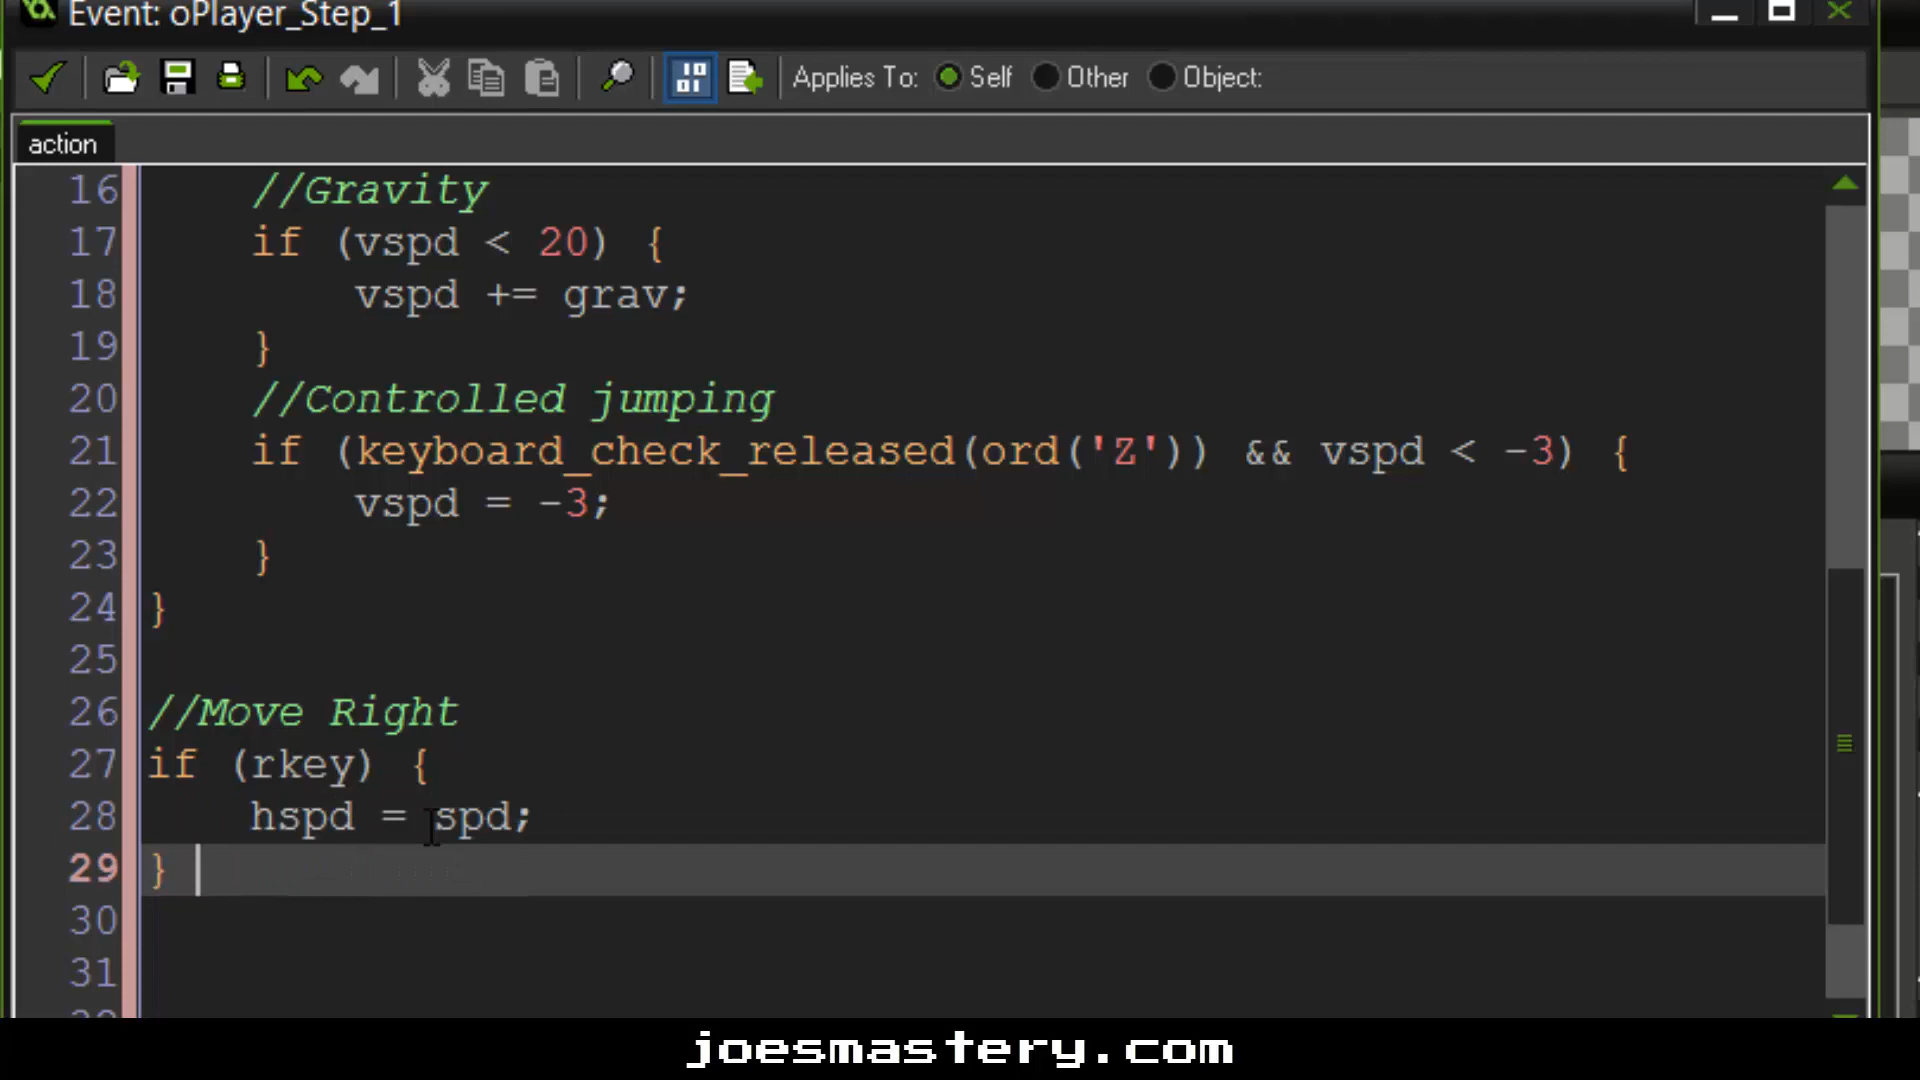 Event: oPlayer_Step_1
Applies To: Self Other Object:
action
16 //Gravity
17 if (vspd < 20) {
18 vspd += grav;
19 }
20 //Controlled jumping
21 if (keyboard_check_released(ord('Z')) && vspd < -3) {
22 vspd = -3;
23 }
24 }
25
26 //Move Right
27 if (rkey) {
28 hspd = spd;
29 }
30
31
joesmastery.com